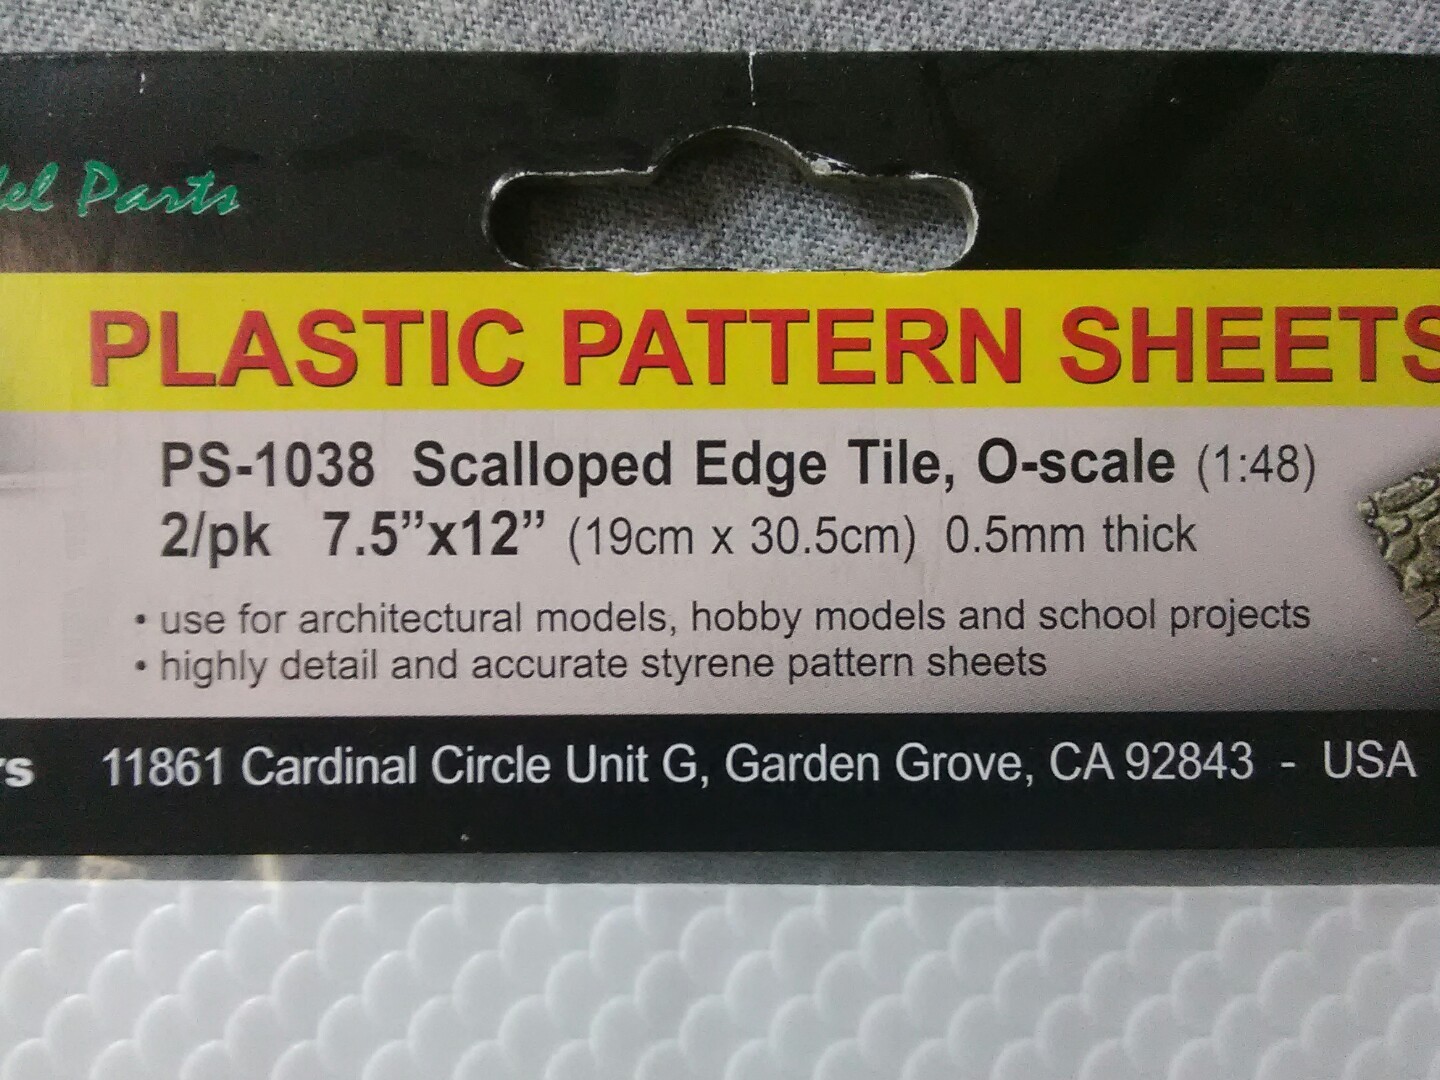 Parts
PLASTIC PATTERN SHEETS
PS-1038 Scalloped Edge Tile, O-scale (1:48)
2/pk 7.5”x12” (19cm x 30.5cm) 0.5mm thick
• use for architectural models, hobby models and school projects
• highly detail and accurate styrene pattern sheets
11861 Cardinal Circle Unit G, Garden Grove, CA 92843 - USA